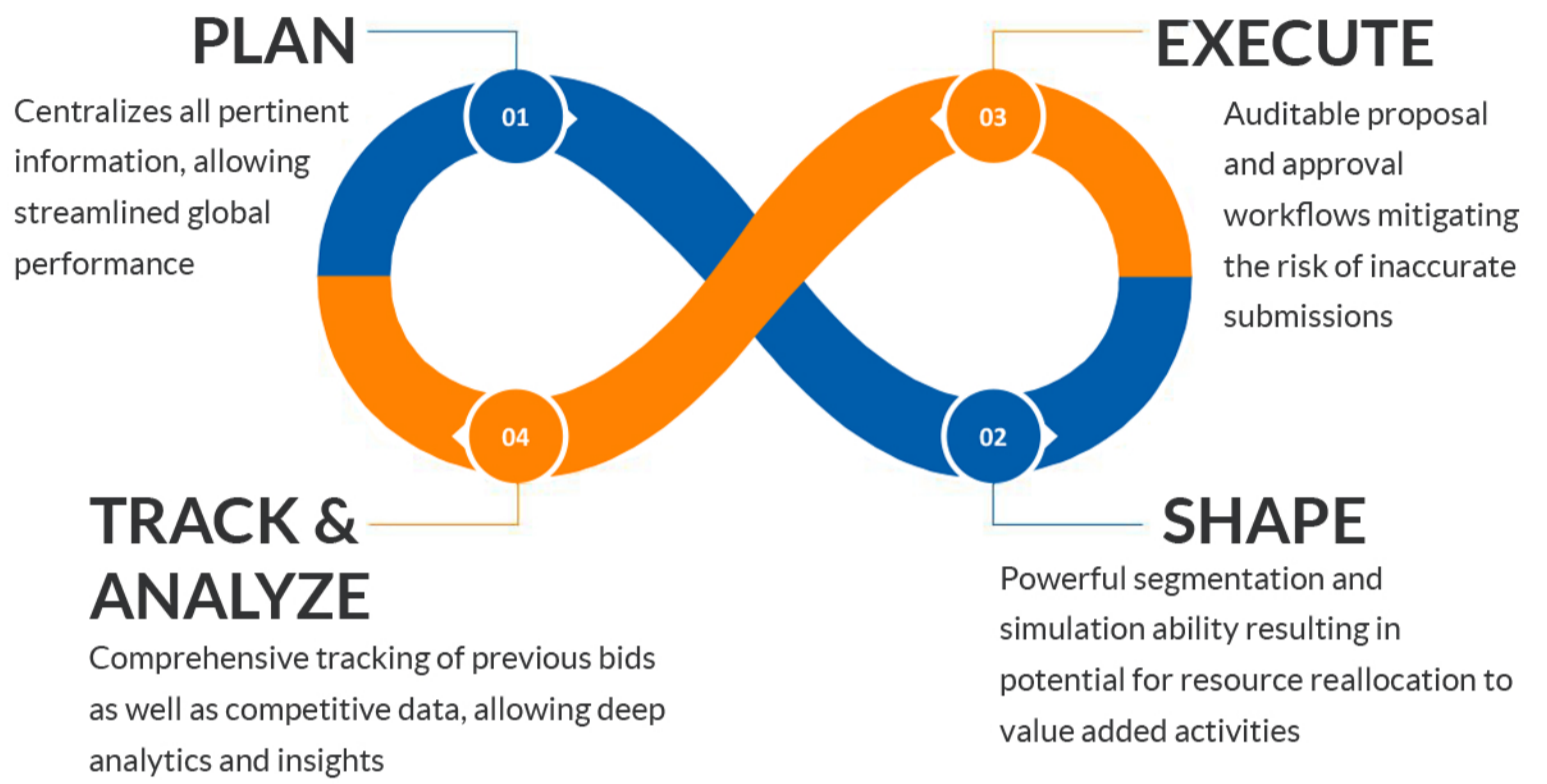 PLAN
Centralizes all pertinent
information, allowing
streamlined global
performance
01
03
EXECUTE
Auditable proposal
and approval
workflows mitigating
the risk of inaccurate
submissions
04
02
TRACK &
ANALYZE
Comprehensive tracking of previous bids
as well as competitive data, allowing deep
analytics and insights
SHAPE
Powerful segmentation and
simulation ability resulting in
potential for resource reallocation to
value added activities